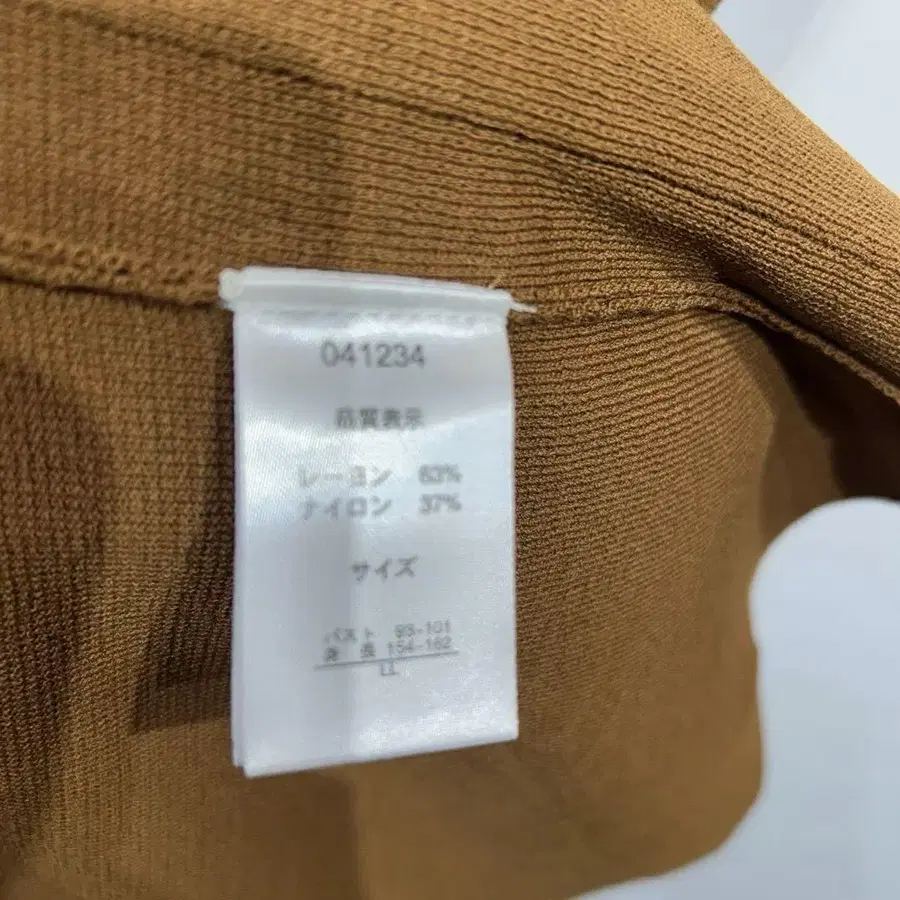 041234
品質表示
レーヨン 63%
ナイロン 37%
サイズ
バスト 93-101
身長 154-162
LL